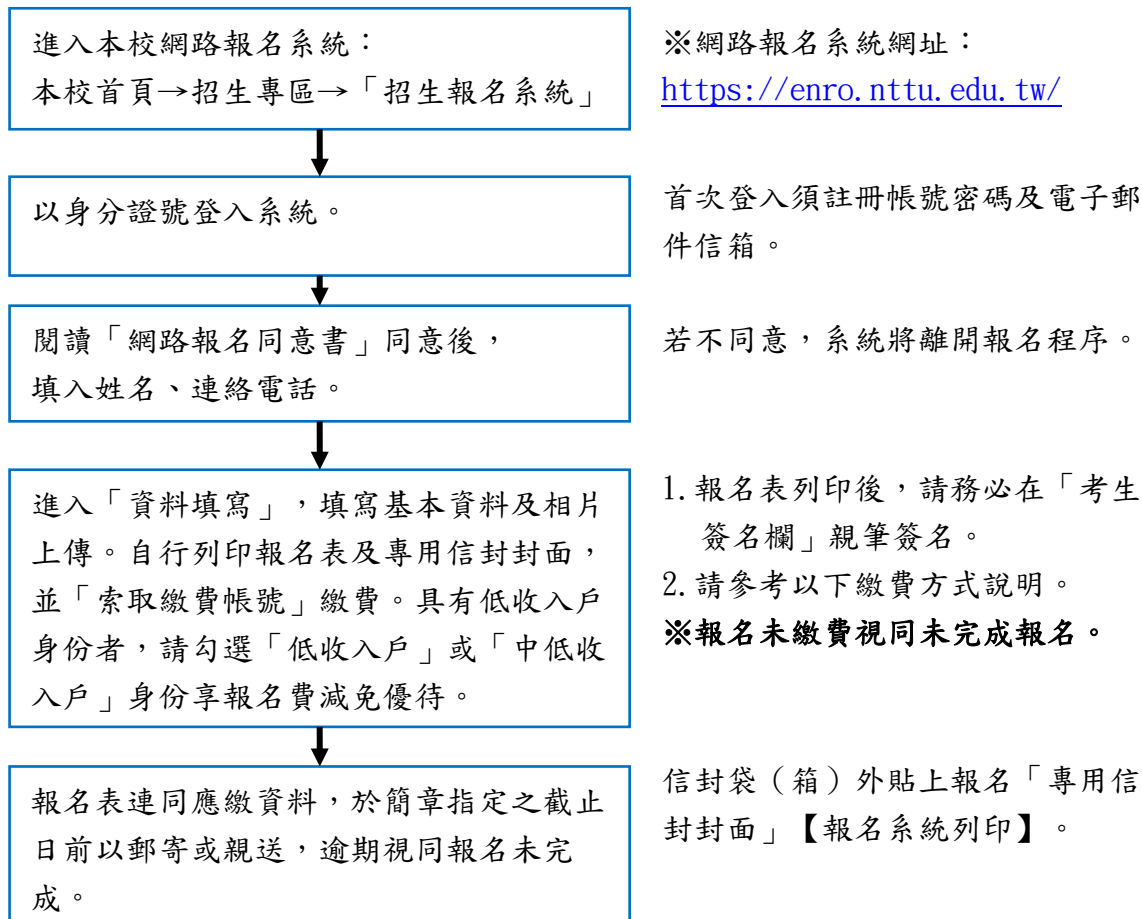 進入本校網路報名系統：
本校首頁→招生專區→「招生報名系統」
※網路報名系統網址：
https://enro.nttu.edu.tw/
以身分證號登入系統。
首次登入須註冊帳號密碼及電子郵
件信箱。
閱讀「網路報名同意書」同意後，
填入姓名、連絡電話。
若不同意，系統將離開報名程序。
進入「資料填寫」，填寫基本資料及相片
上傳。自行列印報名表及專用信封封面，
並「索取繳費帳號」繳費。具有低收入戶
身份者，請勾選「低收入戶」或「中低收
入戶」身份享報名費減免優待。
1.報名表列印後，請務必在「考生
簽名欄」親筆簽名。
2.請參考以下繳費方式說明。
※報名未繳費視同未完成報名。
報名表連同應繳資料，於簡章指定之截止
日前以郵寄或親送，逾期視同報名未完
成。
信封袋（箱）外貼上報名「專用信
封封面」【報名系統列印】。